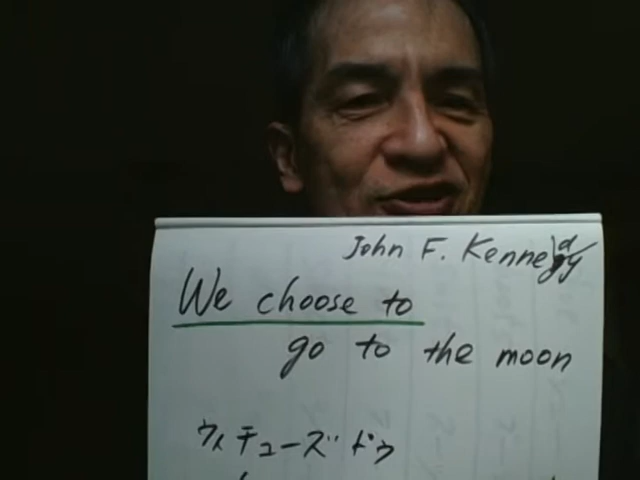 John F. Kennedy
We choose to
go to the moon
ウィチューズドゥ